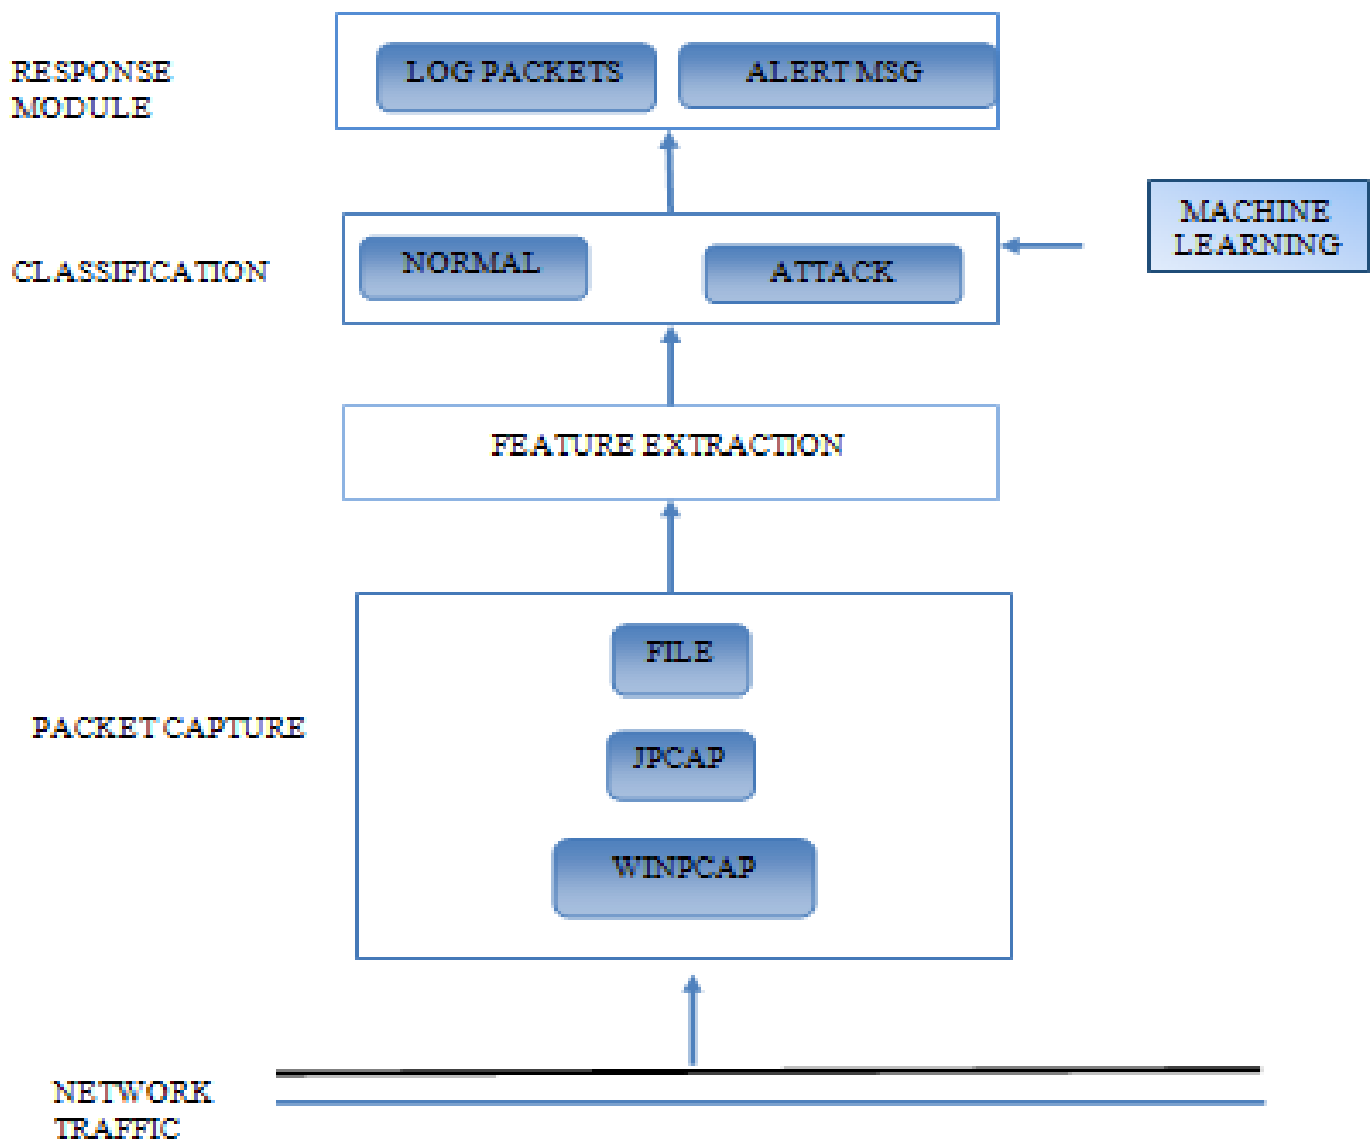 RESPONSE
MODULE
LOG PACKETS
ALERT MSG
MACHINE
LEARNING
CLASSIFICATION
NORMAL
ATTACK
FEATURE EXTRACTION
PACKET CAPTURE
FILE
JPCAP
WINPCAP
NETWORK
TRAFFIC